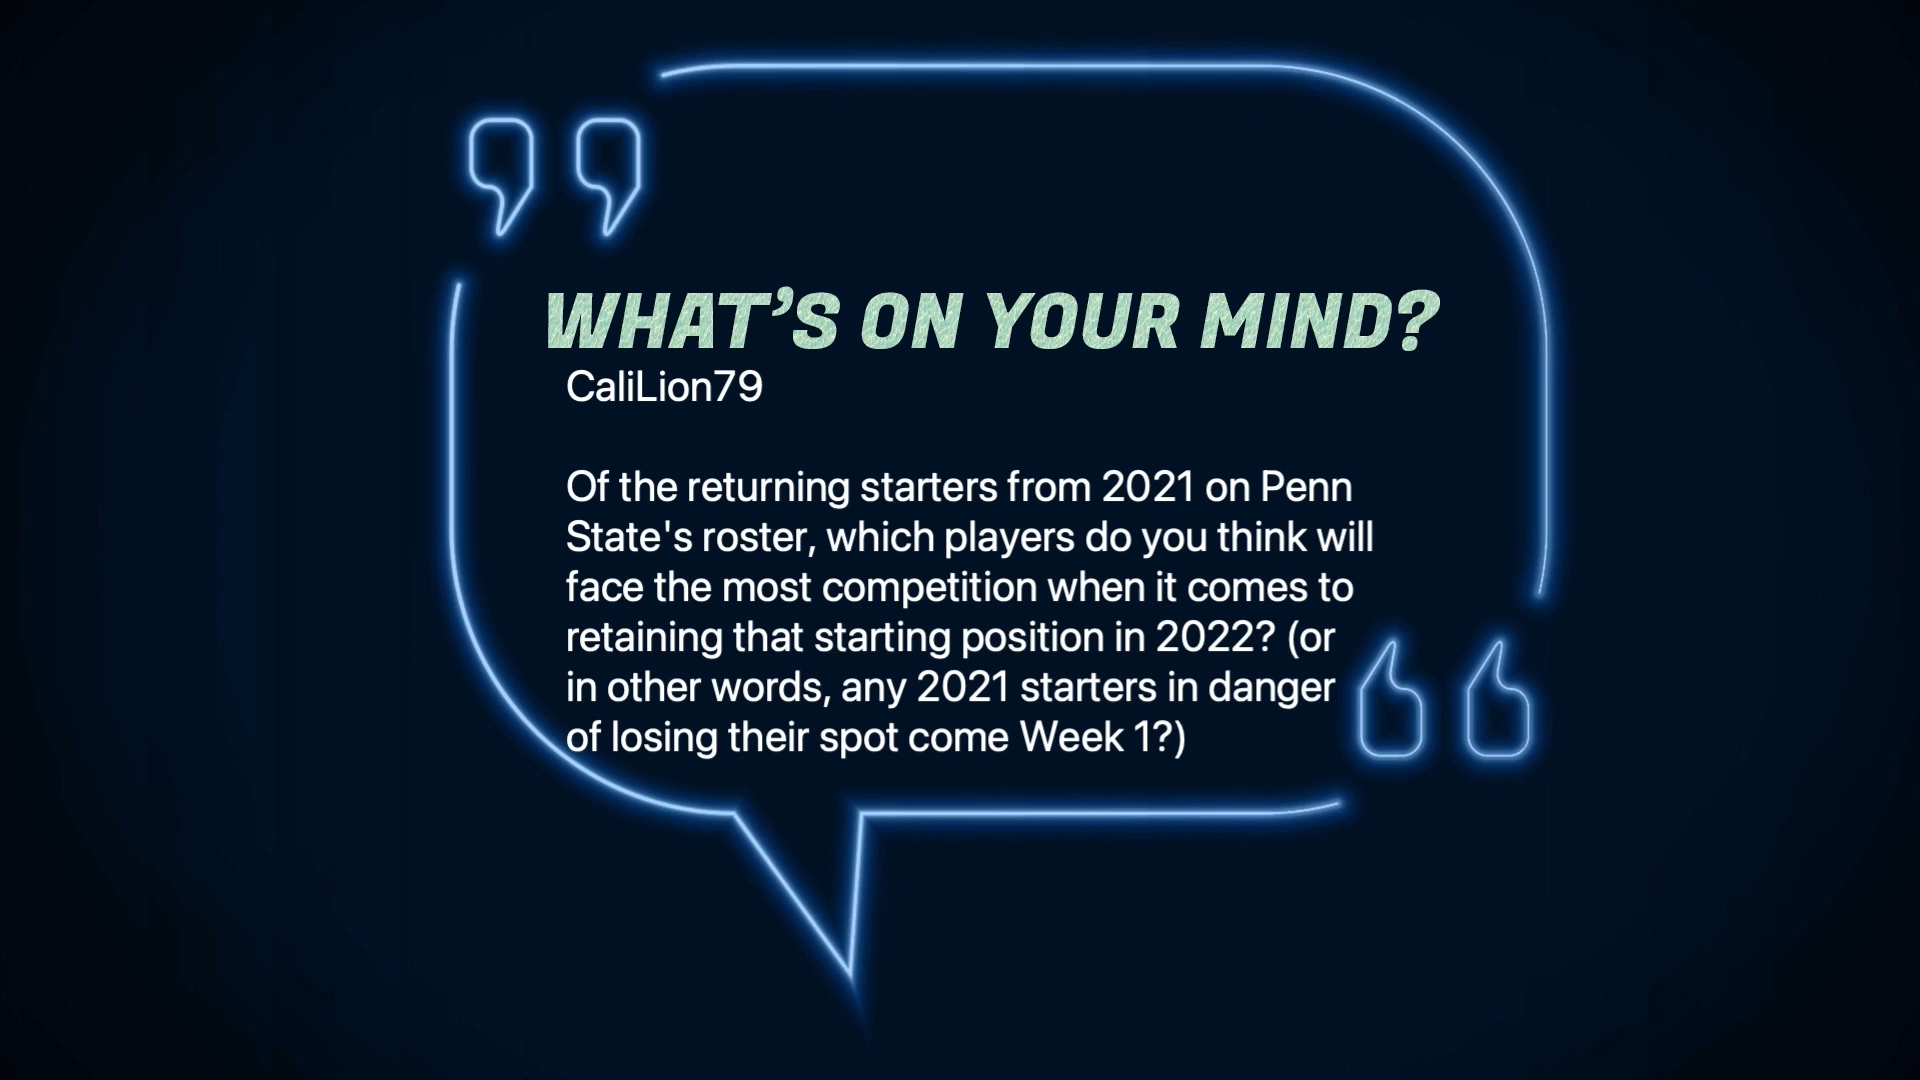 WHAT’S ON YOUR MIND?
CaliLion79
Of the returning starters from 2021 on Penn
State's roster, which players do you think will
face the most competition when it comes to
retaining that starting position in 2022? (or
in other words, any 2021 starters in danger
of losing their spot come Week 1?)